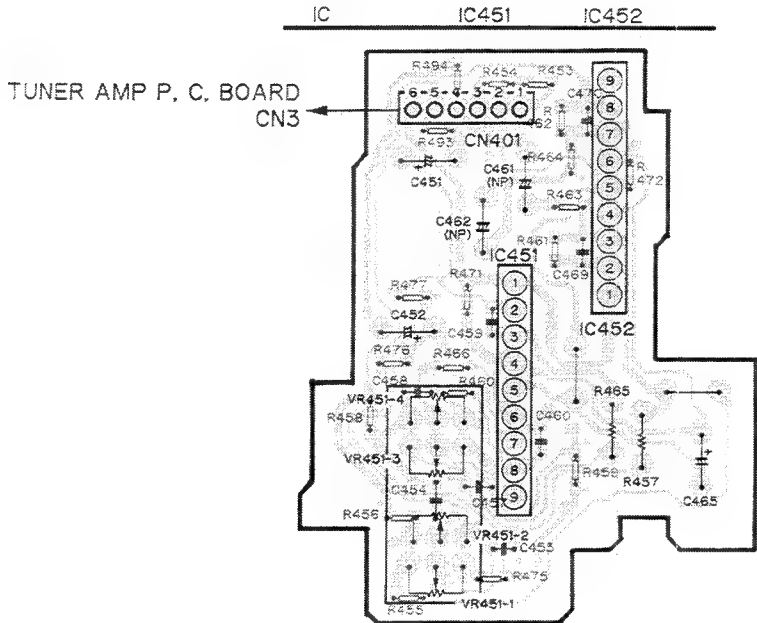 IC IC451 IC452
TUNER AMP P, C, BOARD
CN3
R494
R454
R453
6 5 4 3 2 1
CN401
R493
C451
C461
(NP)
C462
(NP)
R464
R463
R461
C469
R
472
9
8
7
6
5
4
3
2
1
IC452
IC451
1
2
3
4
5
6
7
8
9
R471
R477
C452
C459
R476
R466
C458
R460
VR451-4
R458
VR451-3
C454
R456
VR451-2
C453
R475
R455
VR451-1
C460
R465
R457
C465